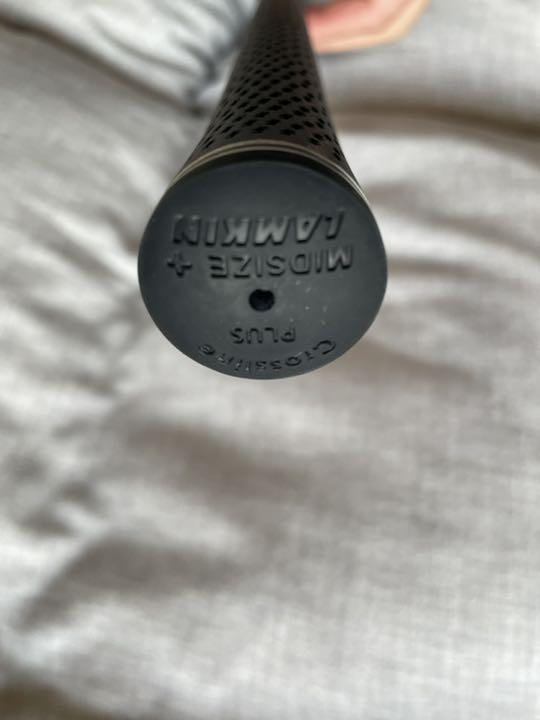 Crossline
PLUS
MIDSIZE +
LAMKIN